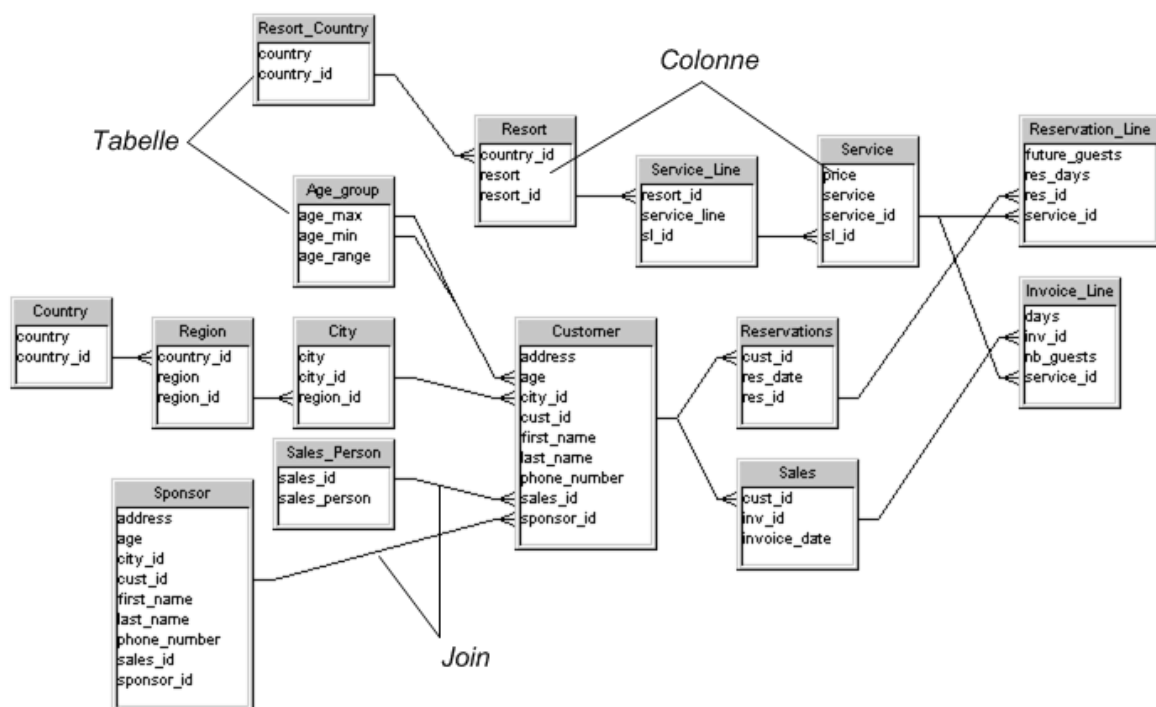 Resort_Country
country
country_id
Colonne
Tabelle
Resort
country_id
resort
resort_id
Service_Line
resort_id
service_line
sl_id
Service
price
service
service_id
sl_id
Reservation_Line
future_guests
res_days
res_id
service_id
Age_group
age_max
age_min
age_range
Country
country
country_id
Region
country_id
region
region_id
City
city
city_id
region_id
Customer
address
age
city_id
cust_id
first_name
last_name
phone_number
sales_id
sponsor_id
Reservations
cust_id
res_date
res_id
Invoice_Line
days
inv_id
nb_guests
service_id
Sales_Person
sales_id
sales_person
Sales
cust_id
inv_id
invoice_date
Sponsor
address
age
city_id
cust_id
first_name
last_name
phone_number
sales_id
sponsor_id
Join